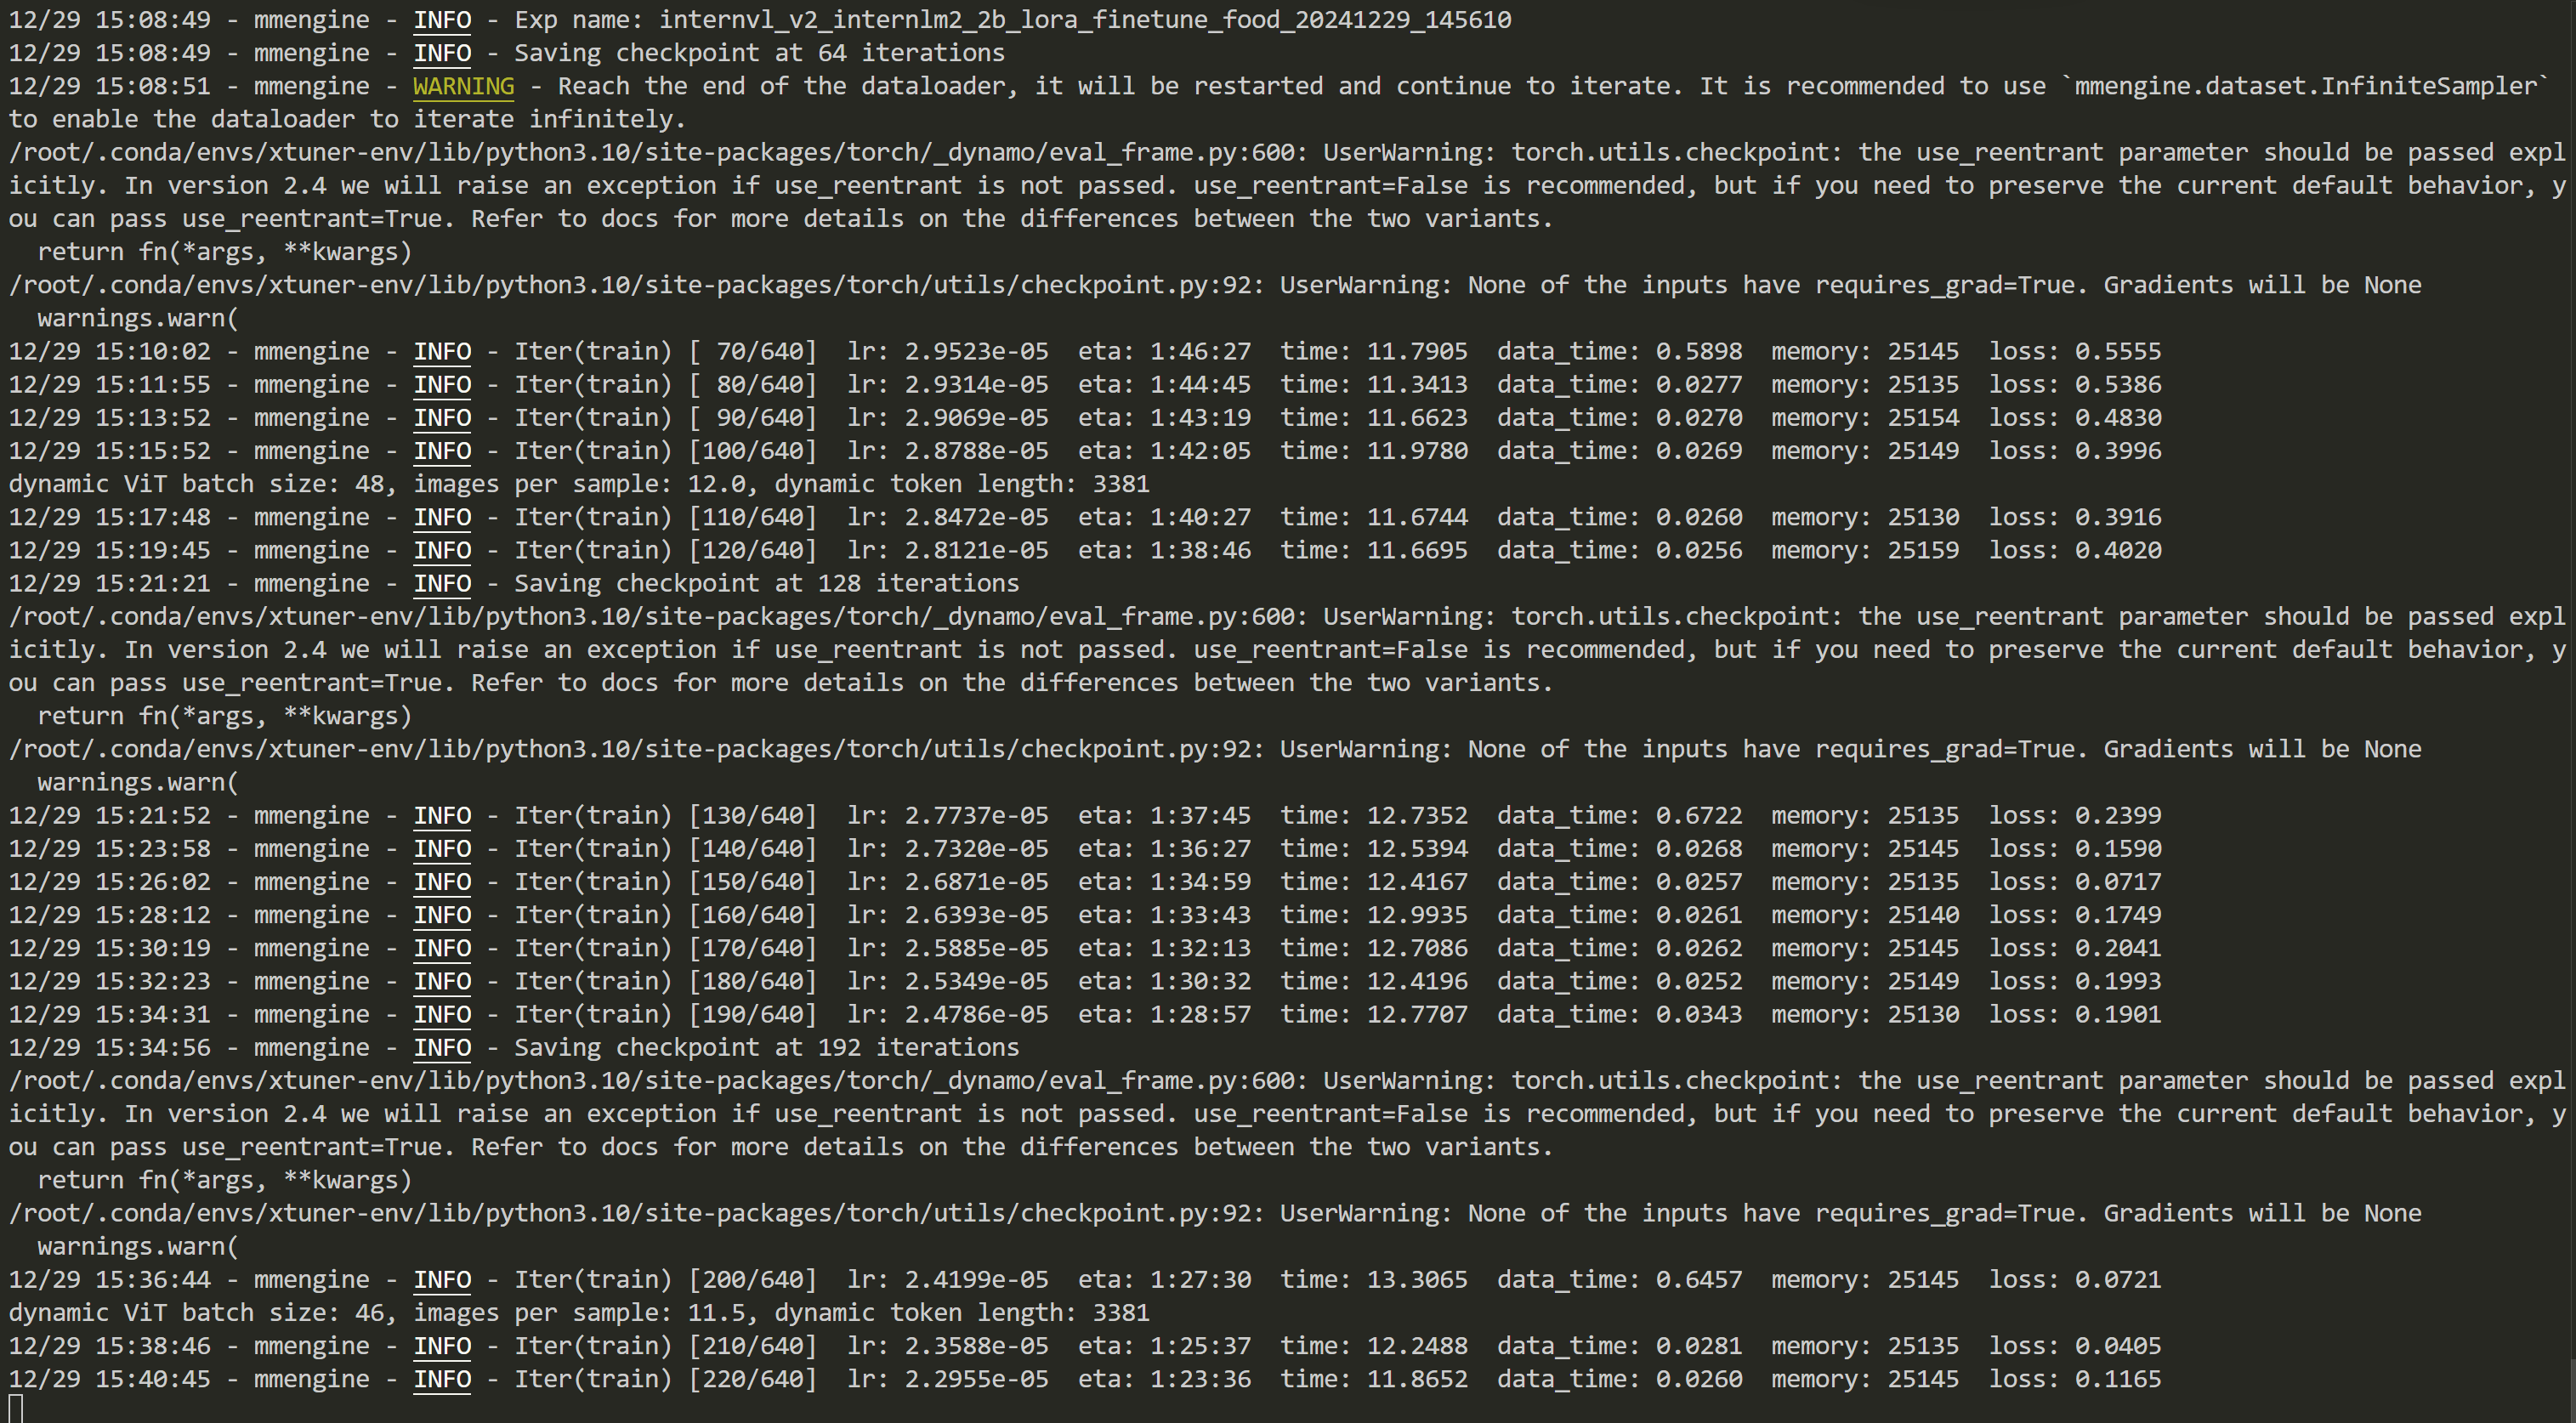 12/29 15:08:49 - mmengine - INFO - Exp name: internvl_v2_internlm2_2b_lora_finetune_food_20241229_145610
12/29 15:08:49 - mmengine - INFO - Saving checkpoint at 64 iterations
12/29 15:08:51 - mmengine - WARNING - Reach the end of the dataloader, it will be restarted and continue to iterate. It is recommended to use `mmengine.dataset.InfiniteSampler`
to enable the dataloader to iterate infinitely.
/root/.conda/envs/xtuner-env/lib/python3.10/site-packages/torch/_dynamo/eval_frame.py:600: UserWarning: torch.utils.checkpoint: the use_reentrant parameter should be passed expl
icitly. In version 2.4 we will raise an exception if use_reentrant is not passed. use_reentrant=False is recommended, but if you need to preserve the current default behavior, y
ou can pass use_reentrant=True. Refer to docs for more details on the differences between the two variants.
  return fn(*args, **kwargs)
/root/.conda/envs/xtuner-env/lib/python3.10/site-packages/torch/utils/checkpoint.py:92: UserWarning: None of the inputs have requires_grad=True. Gradients will be None
  warnings.warn(
12/29 15:10:02 - mmengine - INFO - Iter(train) [ 70/640]  lr: 2.9523e-05  eta: 1:46:27  time: 11.7905  data_time: 0.5898  memory: 25145  loss: 0.5555
12/29 15:11:55 - mmengine - INFO - Iter(train) [ 80/640]  lr: 2.9314e-05  eta: 1:44:45  time: 11.3413  data_time: 0.0277  memory: 25135  loss: 0.5386
12/29 15:13:52 - mmengine - INFO - Iter(train) [ 90/640]  lr: 2.9069e-05  eta: 1:43:19  time: 11.6623  data_time: 0.0270  memory: 25154  loss: 0.4830
12/29 15:15:52 - mmengine - INFO - Iter(train) [100/640]  lr: 2.8788e-05  eta: 1:42:05  time: 11.9780  data_time: 0.0269  memory: 25149  loss: 0.3996
dynamic ViT batch size: 48, images per sample: 12.0, dynamic token length: 3381
12/29 15:17:48 - mmengine - INFO - Iter(train) [110/640]  lr: 2.8472e-05  eta: 1:40:27  time: 11.6744  data_time: 0.0260  memory: 25130  loss: 0.3916
12/29 15:19:45 - mmengine - INFO - Iter(train) [120/640]  lr: 2.8121e-05  eta: 1:38:46  time: 11.6695  data_time: 0.0256  memory: 25159  loss: 0.4020
12/29 15:21:21 - mmengine - INFO - Saving checkpoint at 128 iterations
/root/.conda/envs/xtuner-env/lib/python3.10/site-packages/torch/_dynamo/eval_frame.py:600: UserWarning: torch.utils.checkpoint: the use_reentrant parameter should be passed expl
icitly. In version 2.4 we will raise an exception if use_reentrant is not passed. use_reentrant=False is recommended, but if you need to preserve the current default behavior, y
ou can pass use_reentrant=True. Refer to docs for more details on the differences between the two variants.
  return fn(*args, **kwargs)
/root/.conda/envs/xtuner-env/lib/python3.10/site-packages/torch/utils/checkpoint.py:92: UserWarning: None of the inputs have requires_grad=True. Gradients will be None
  warnings.warn(
12/29 15:21:52 - mmengine - INFO - Iter(train) [130/640]  lr: 2.7737e-05  eta: 1:37:45  time: 12.7352  data_time: 0.6722  memory: 25135  loss: 0.2399
12/29 15:23:58 - mmengine - INFO - Iter(train) [140/640]  lr: 2.7320e-05  eta: 1:36:27  time: 12.5394  data_time: 0.0268  memory: 25145  loss: 0.1590
12/29 15:26:02 - mmengine - INFO - Iter(train) [150/640]  lr: 2.6871e-05  eta: 1:34:59  time: 12.4167  data_time: 0.0257  memory: 25135  loss: 0.0717
12/29 15:28:12 - mmengine - INFO - Iter(train) [160/640]  lr: 2.6393e-05  eta: 1:33:43  time: 12.9935  data_time: 0.0261  memory: 25140  loss: 0.1749
12/29 15:30:19 - mmengine - INFO - Iter(train) [170/640]  lr: 2.5885e-05  eta: 1:32:13  time: 12.7086  data_time: 0.0262  memory: 25145  loss: 0.2041
12/29 15:32:23 - mmengine - INFO - Iter(train) [180/640]  lr: 2.5349e-05  eta: 1:30:32  time: 12.4196  data_time: 0.0252  memory: 25149  loss: 0.1993
12/29 15:34:31 - mmengine - INFO - Iter(train) [190/640]  lr: 2.4786e-05  eta: 1:28:57  time: 12.7707  data_time: 0.0343  memory: 25130  loss: 0.1901
12/29 15:34:56 - mmengine - INFO - Saving checkpoint at 192 iterations
/root/.conda/envs/xtuner-env/lib/python3.10/site-packages/torch/_dynamo/eval_frame.py:600: UserWarning: torch.utils.checkpoint: the use_reentrant parameter should be passed expl
icitly. In version 2.4 we will raise an exception if use_reentrant is not passed. use_reentrant=False is recommended, but if you need to preserve the current default behavior, y
ou can pass use_reentrant=True. Refer to docs for more details on the differences between the two variants.
  return fn(*args, **kwargs)
/root/.conda/envs/xtuner-env/lib/python3.10/site-packages/torch/utils/checkpoint.py:92: UserWarning: None of the inputs have requires_grad=True. Gradients will be None
  warnings.warn(
12/29 15:36:44 - mmengine - INFO - Iter(train) [200/640]  lr: 2.4199e-05  eta: 1:27:30  time: 13.3065  data_time: 0.6457  memory: 25145  loss: 0.0721
dynamic ViT batch size: 46, images per sample: 11.5, dynamic token length: 3381
12/29 15:38:46 - mmengine - INFO - Iter(train) [210/640]  lr: 2.3588e-05  eta: 1:25:37  time: 12.2488  data_time: 0.0281  memory: 25135  loss: 0.0405
12/29 15:40:45 - mmengine - INFO - Iter(train) [220/640]  lr: 2.2955e-05  eta: 1:23:36  time: 11.8652  data_time: 0.0260  memory: 25145  loss: 0.1165